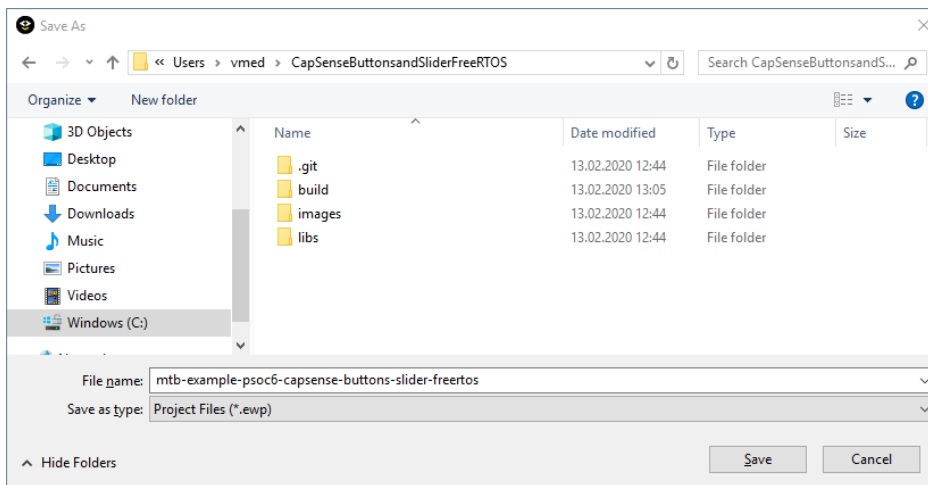 Save As
« Users > vmed > CapSenseButtonsandSliderFreeRTOS
Search CapSenseButtonsandS...
Organize New folder
3D Objects
Desktop
Documents
Downloads
Music
Pictures
Videos
Windows (C:)
Name Date modified Type Size
.git 13.02.2020 12:44 File folder
build 13.02.2020 13:05 File folder
images 13.02.2020 12:44 File folder
libs 13.02.2020 12:44 File folder
File name: mtb-example-psoc6-capsense-buttons-slider-freertos
Save as type: Project Files (*.ewp)
Hide Folders Save Cancel